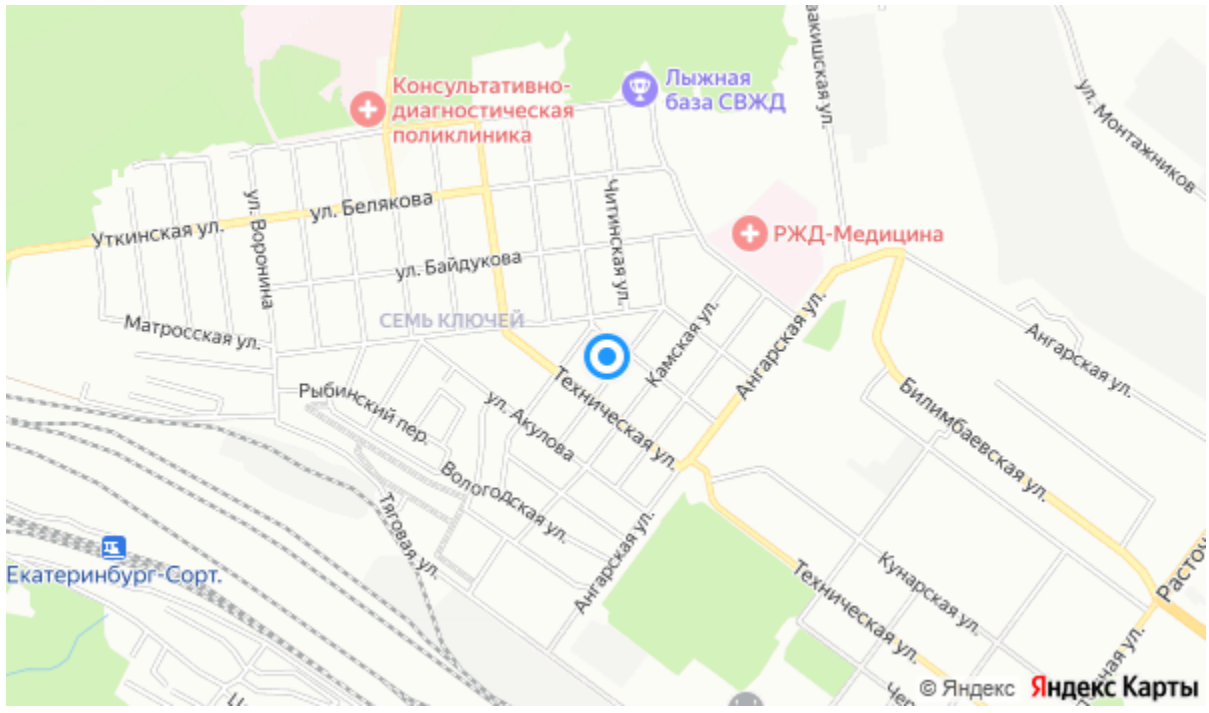 Консультативно-
диагностическая
поликлиника
Лыжная
база СВЖД
ул. Монтажников
Уткинская ул.
ул. Белякова
ул. Воронина
Читинская ул.
РЖД-Медицина
ул. Байдукова
Матросская ул.
СЕМЬ КЛЮЧЕЙ
Камская ул.
Ангарская ул.
Ангарская ул.
Рыбинский пер.
ул. Акулова
Техническая ул.
Билимбаевская ул.
Вологодская ул.
Тяговая ул.
Ангарская ул.
Екатеринбург-Сорт.
Техническая ул.
Кунарская ул.
© Яндекс Яндекс Карты